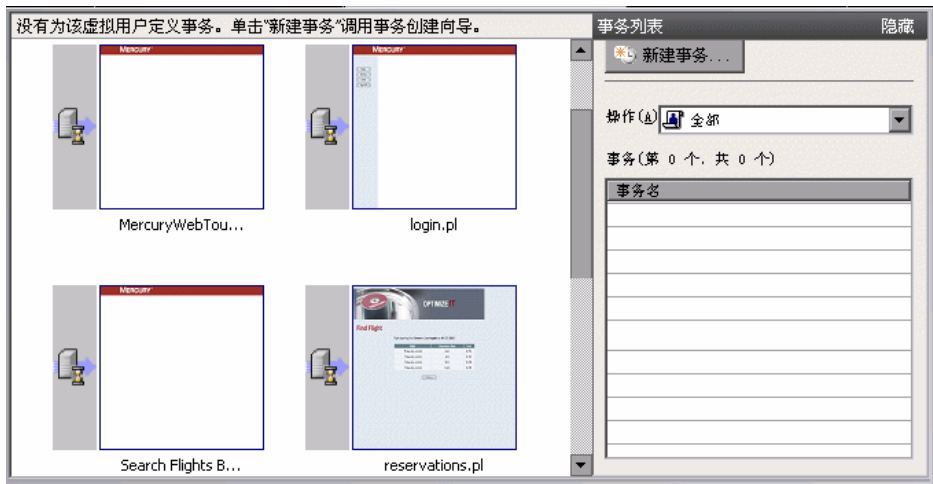 没有为该虚拟用户定义事务。单击“新建事务”调用事务创建向导。
事务列表 隐藏
MERCURY
MERCURY
新建事务...
操作(A) 全部
事务(第 0 个. 共 0 个)
事务名
MercuryWebTou...
login.pl
MERCURY
OPTIMIZEIT
Find Flight
Search Flights B...
reservations.pl